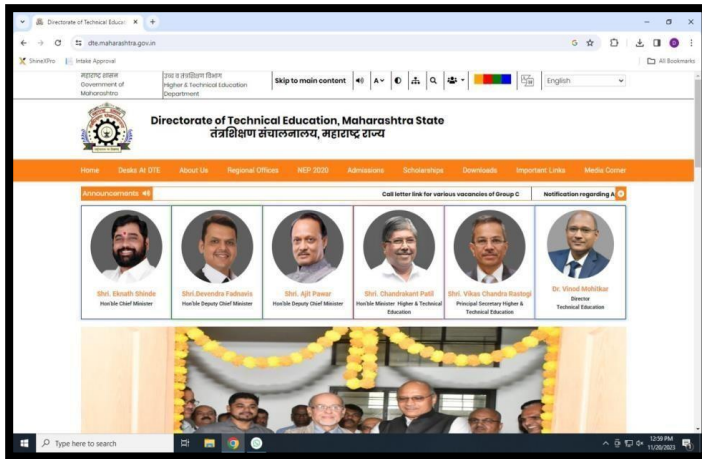 Directorate of Technical Educat
dte.maharashtra.gov.in
ShineXPro
Intake Approval
All Bookmarks
महाराष्ट्र शासन
Government of
Maharashtra
उच्च व तंत्रशिक्षण विभाग
Higher & Technical Education
Department
Skip to main content
A
English
Directorate of Technical Education, Maharashtra State
तंत्रशिक्षण संचालनालय, महाराष्ट्र राज्य
Home Desks At DTE About Us Regional Offices NEP 2020 Admissions Scholarships Downloads Important Links Media Corner
Announcements
Call letter link for various vacancies of Group C Notification regarding A
Shri. Eknath Shinde
Hon'ble Chief Minister
Shri.Devendra Fadnavis
Hon'ble Deputy Chief Minister
Shri. Ajit Pawar
Hon'ble Deputy Chief Minister
Shri. Chandrakant Patil
Hon'ble Minister Higher & Technical
Education
Shri. Vikas Chandra Rastogi
Principal Secretary Higher &
Technical Education
Dr. Vinod Mohitkar
Director
Technical Education
Type here to search
12:59 PM
11/20/2023